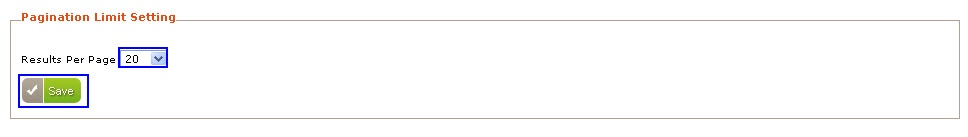 Pagination Limit Setting
Results Per Page 20
Save